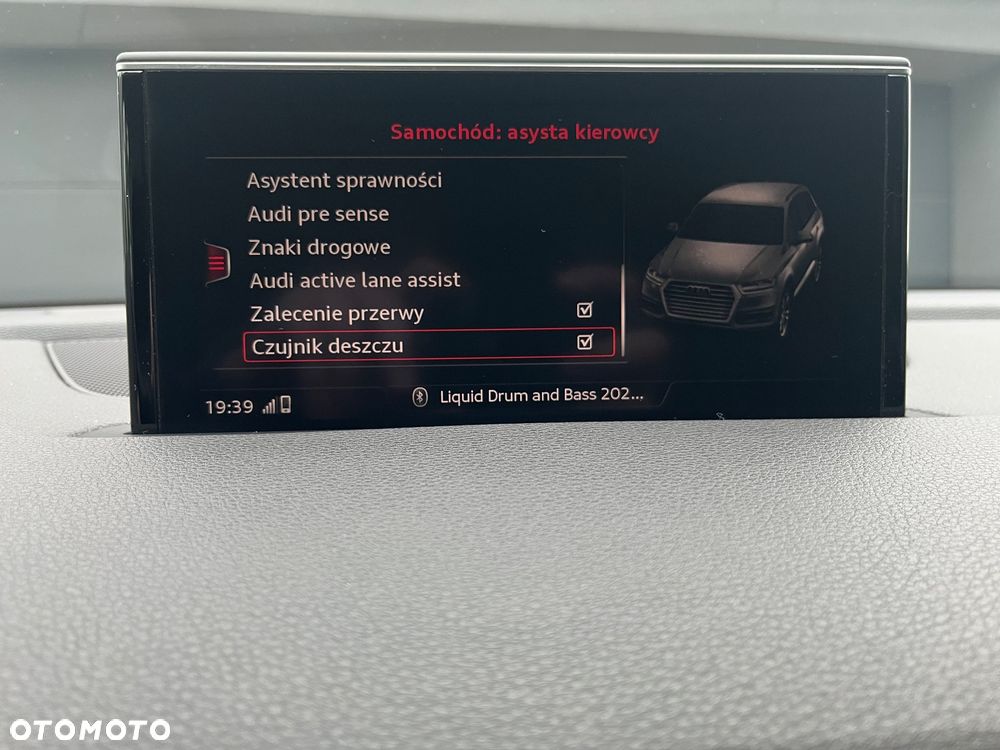 Samochód: asysta kierowcy
Asystent sprawności
Audi pre sense
Znaki drogowe
Audi active lane assist
Zalecenie przerwy
Czujnik deszczu
19:39
Liquid Drum and Bass 202...
OTOMOTO